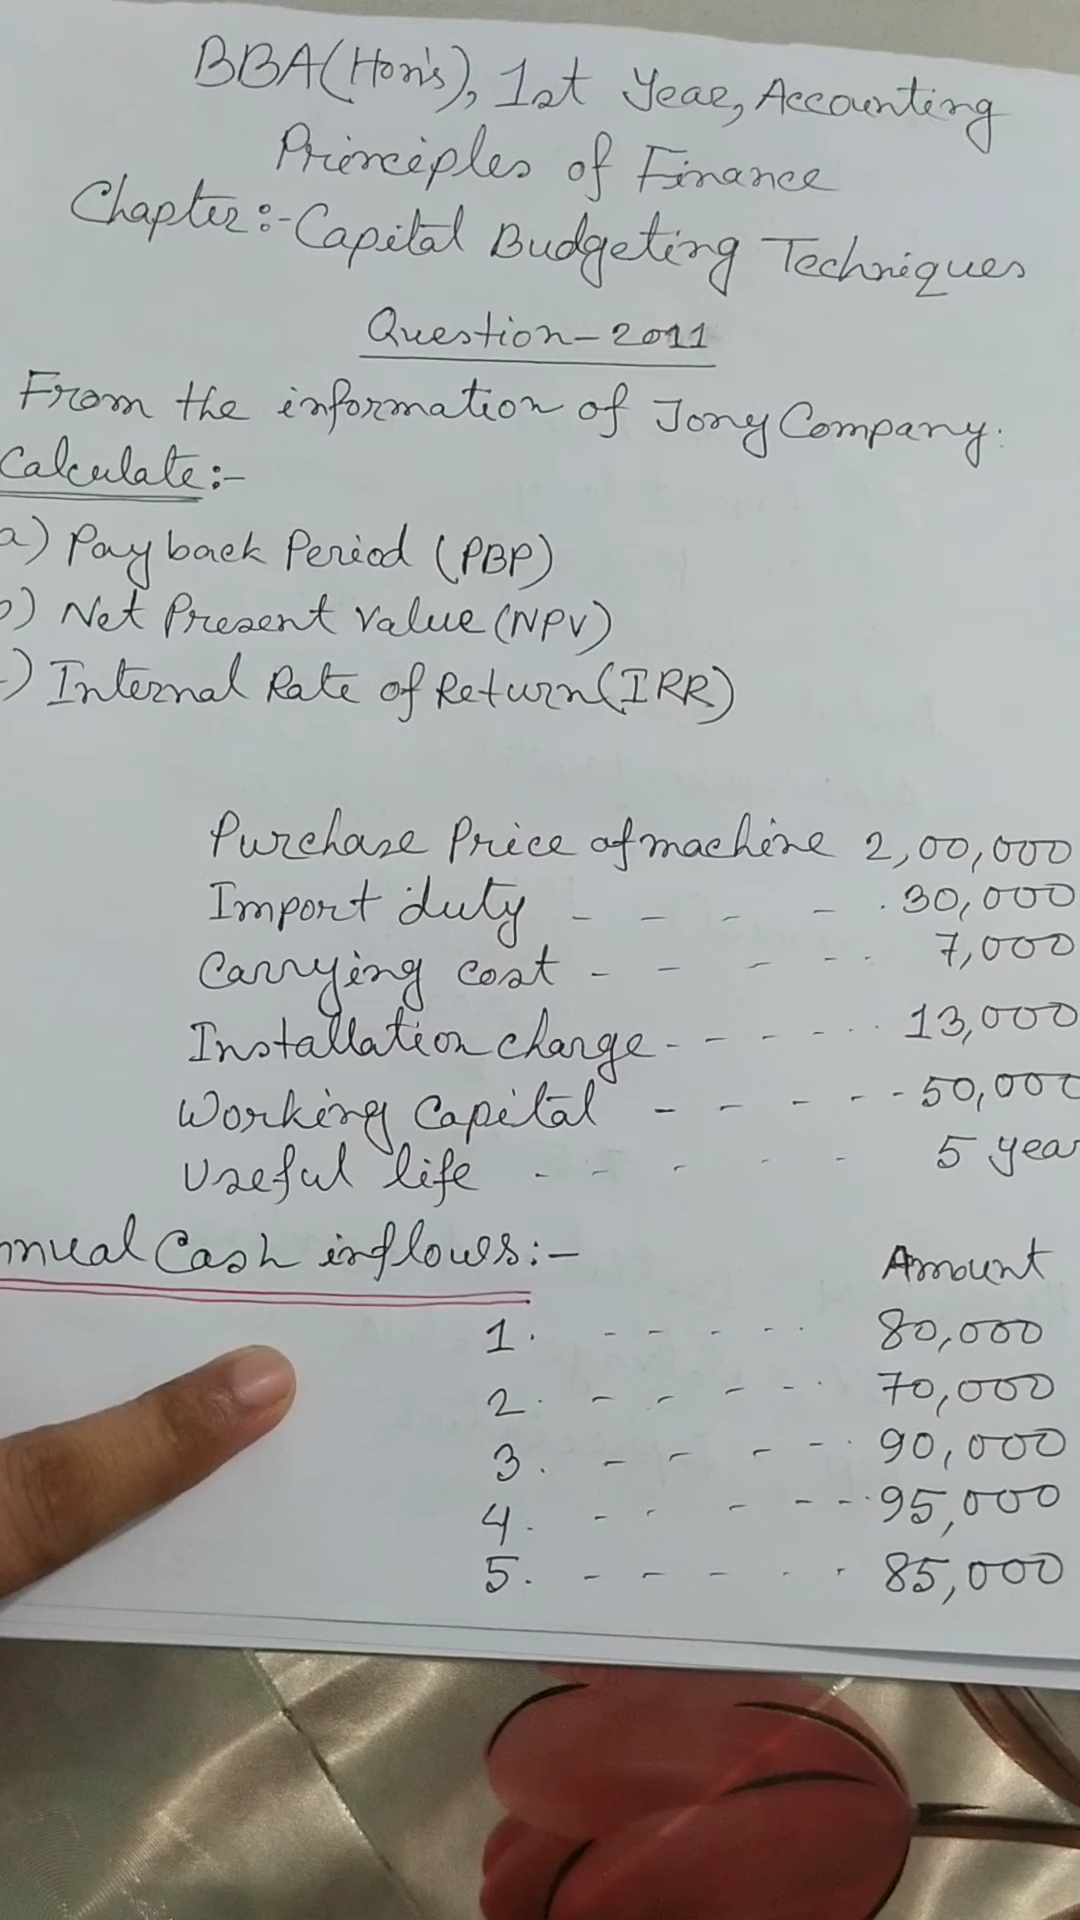 BBA(Hon's), 1st Year, Accounting
Principles of Finance
Chapter:- Capital Budgeting Techniques
Question-2011
From the information of Jony Company.
Calculate:-
a) Pay back Period (PBP)
b) Net Present Value (NPV)
) Internal Rate of Return (IRR)
Purchase Price of machine 2,00,000
Import duty - - - - . 30,000
Carrying cost - - - - - . 7,000
Installation charge - - - - - . . 13,000
Working Capital - - - - - 50,000
Useful life - - - - - 5 year
nnual Cash inflows:- Amount
1. - - - - . 80,000
2. - - - - . 70,000
3. - - - - . 90,000
4. - - - - - . 95,000
5. - - - - - . 85,000